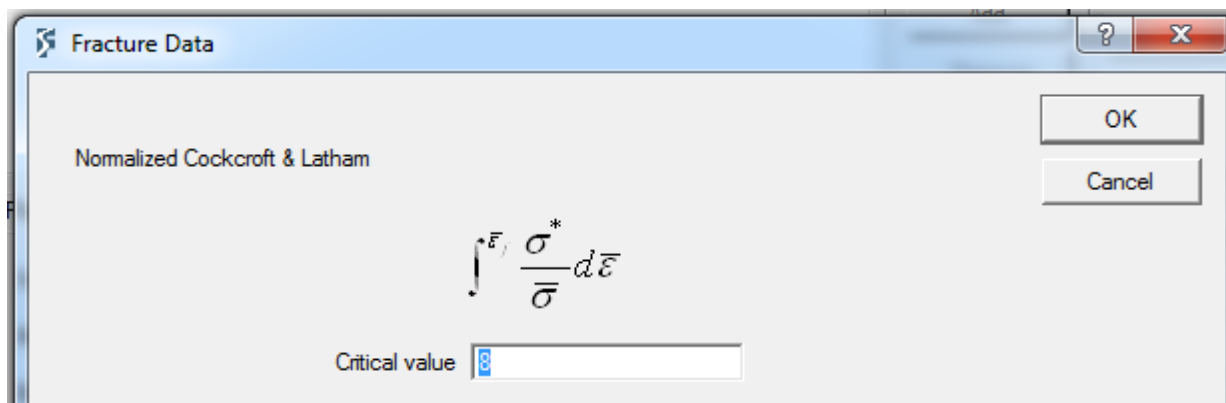 Fracture Data
OK
Normalized Cockcroft & Latham
Cancel
∫^ε̄f σ*/σ̄ dε̄
Critical value 8